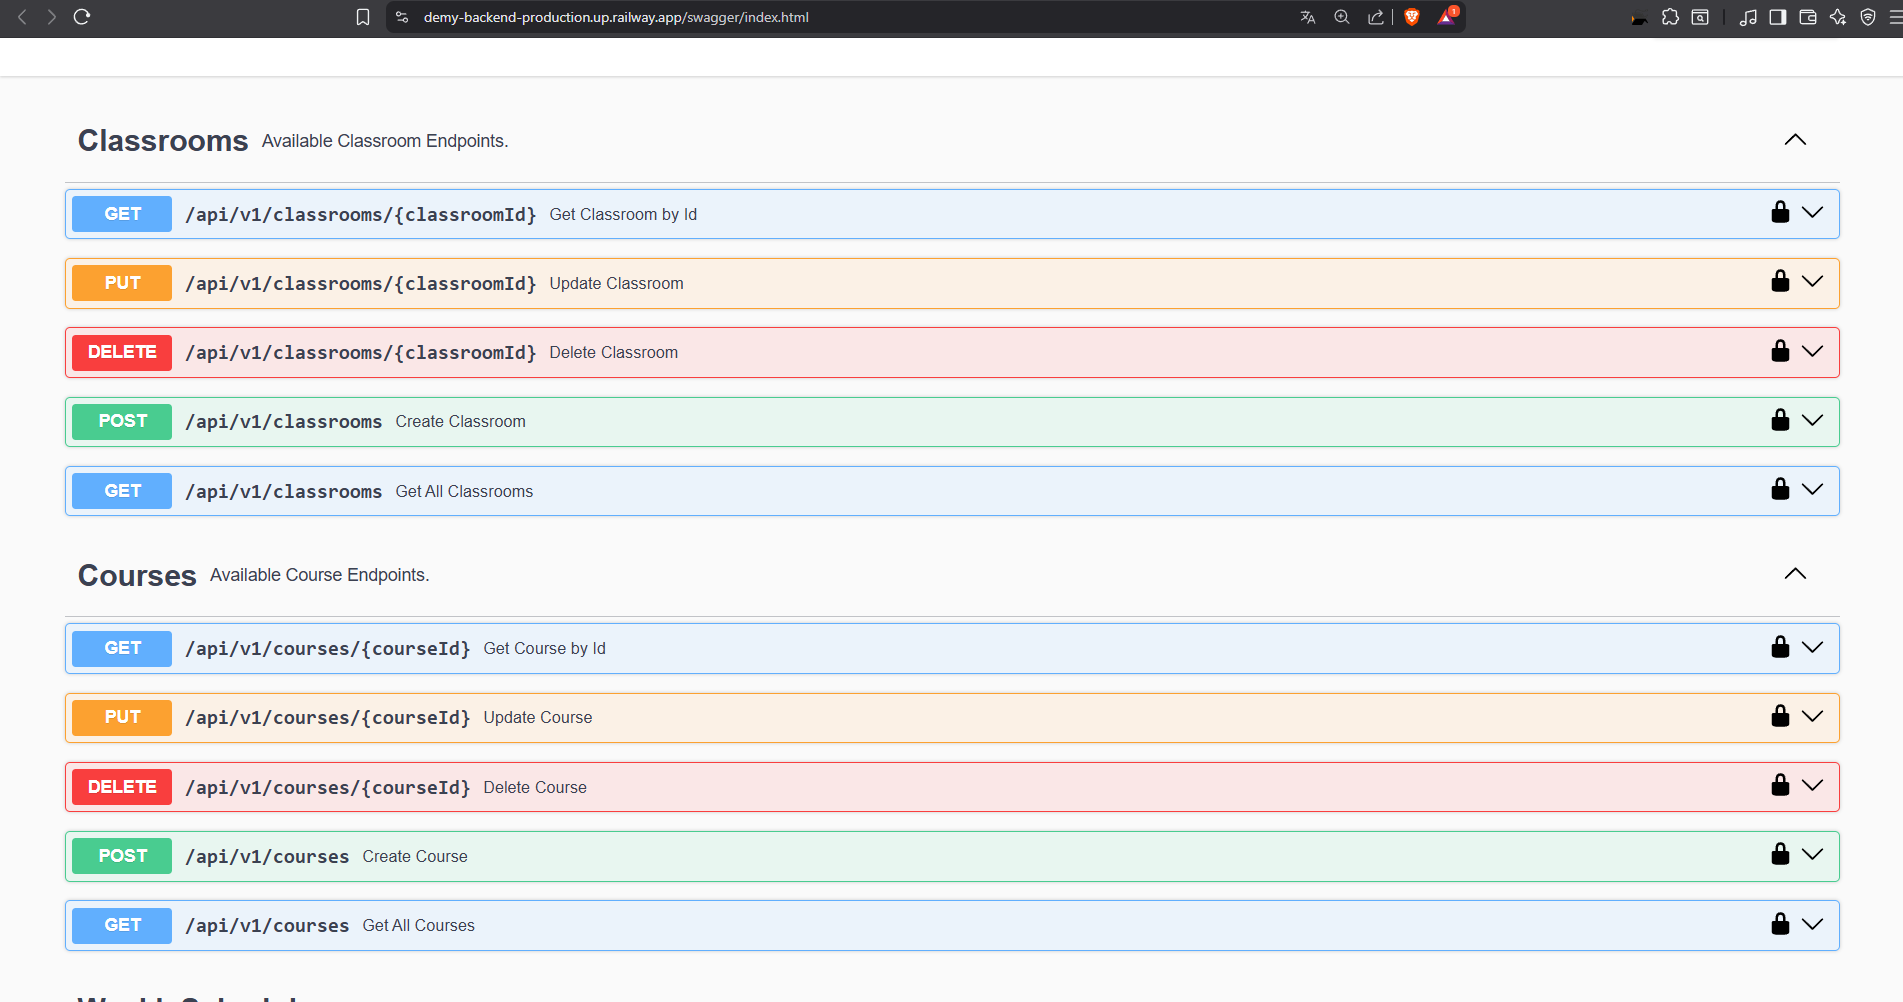 demy-backend-production.up.railway.app/swagger/index.html
1
Classrooms Available Classroom Endpoints.
GET /api/v1/classrooms/{classroomId} Get Classroom by Id
PUT /api/v1/classrooms/{classroomId} Update Classroom
DELETE /api/v1/classrooms/{classroomId} Delete Classroom
POST /api/v1/classrooms Create Classroom
GET /api/v1/classrooms Get All Classrooms
Courses Available Course Endpoints.
GET /api/v1/courses/{courseId} Get Course by Id
PUT /api/v1/courses/{courseId} Update Course
DELETE /api/v1/courses/{courseId} Delete Course
POST /api/v1/courses Create Course
GET /api/v1/courses Get All Courses